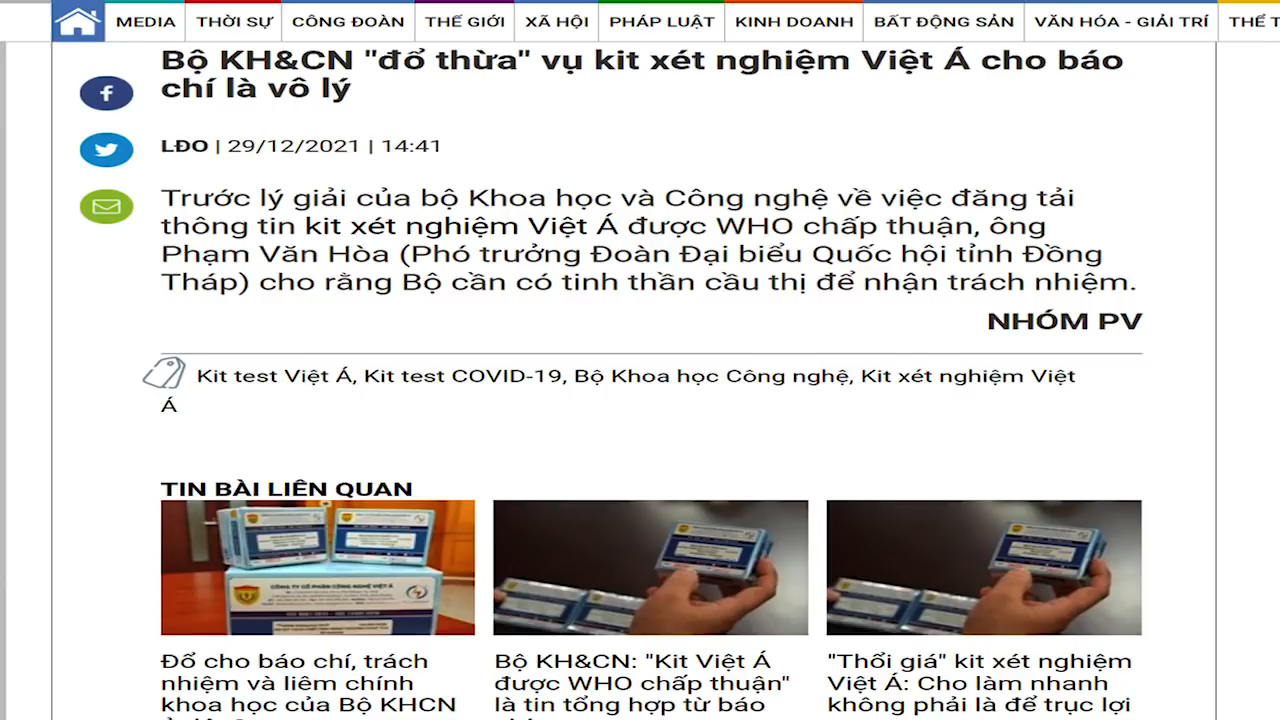 MEDIA THỜI SỰ CÔNG ĐOÀN THẾ GIỚI XÃ HỘI PHÁP LUẬT KINH DOANH BẤT ĐỘNG SẢN VĂN HÓA - GIẢI TRÍ THỂ T
Bộ KH&CN "đổ thừa" vụ kit xét nghiệm Việt Á cho báo
chí là vô lý
LĐO | 29/12/2021 | 14:41
Trước lý giải của bộ Khoa học và Công nghệ về việc đăng tải
thông tin kit xét nghiệm Việt Á được WHO chấp thuận, ông
Phạm Văn Hòa (Phó trưởng Đoàn Đại biểu Quốc hội tỉnh Đồng
Tháp) cho rằng Bộ cần có tinh thần cầu thị để nhận trách nhiệm.
NHÓM PV
Kit test Việt Á, Kit test COVID-19, Bộ Khoa học Công nghệ, Kit xét nghiệm Việt
Á
TIN BÀI LIÊN QUAN
CÔNG TY CỔ PHẦN CÔNG NGHỆ VIỆT Á
Đổ cho báo chí, trách
nhiệm và liêm chính
khoa học của Bộ KHCN
Bộ KH&CN: "Kit Việt Á
được WHO chấp thuận"
là tin tổng hợp từ báo
"Thổi giá" kit xét nghiệm
Việt Á: Cho làm nhanh
không phải là để trục lợi